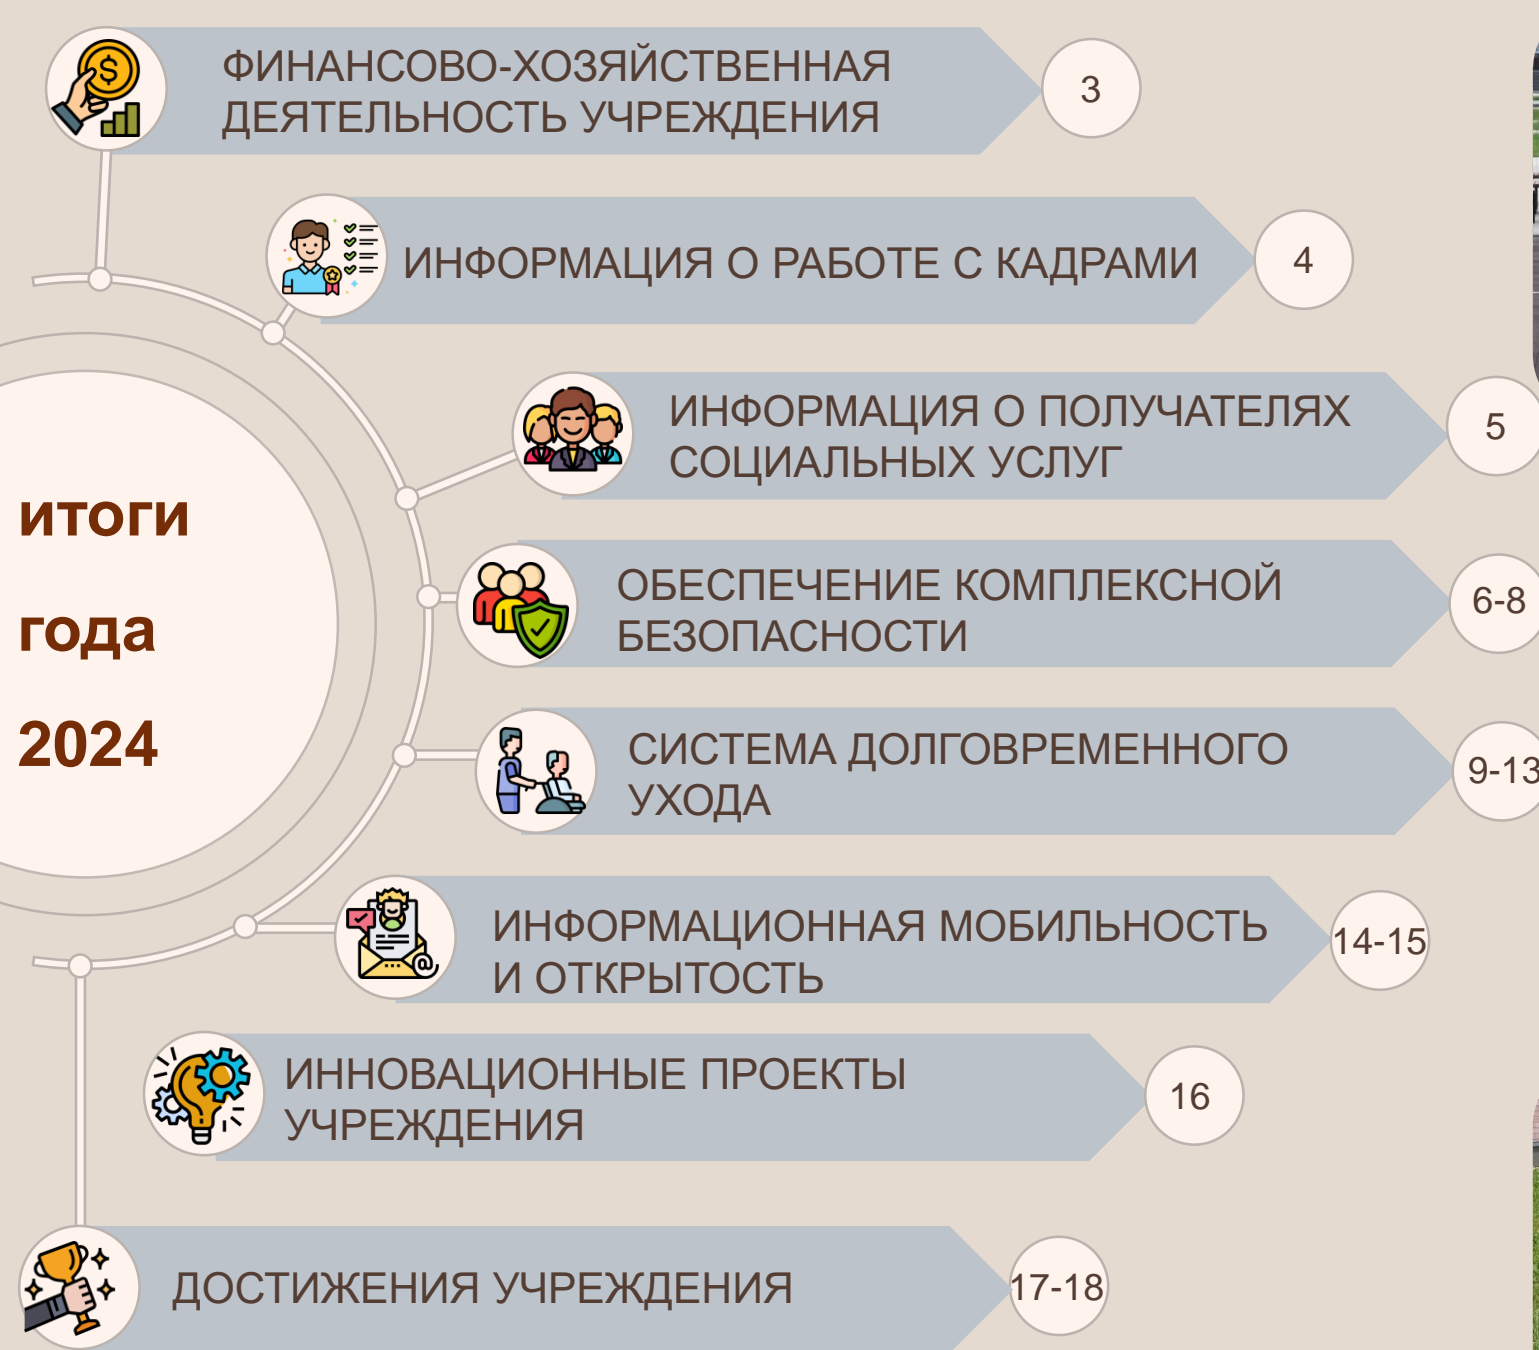 ФИНАНСОВО-ХОЗЯЙСТВЕННАЯ
ДЕЯТЕЛЬНОСТЬ УЧРЕЖДЕНИЯ
3
ИНФОРМАЦИЯ О РАБОТЕ С КАДРАМИ
4
ИНФОРМАЦИЯ О ПОЛУЧАТЕЛЯХ
СОЦИАЛЬНЫХ УСЛУГ
5
итоги
года
2024
ОБЕСПЕЧЕНИЕ КОМПЛЕКСНОЙ
БЕЗОПАСНОСТИ
6-8
СИСТЕМА ДОЛГОВРЕМЕННОГО
УХОДА
9-13
ИНФОРМАЦИОННАЯ МОБИЛЬНОСТЬ
И ОТКРЫТОСТЬ
14-15
ИННОВАЦИОННЫЕ ПРОЕКТЫ
УЧРЕЖДЕНИЯ
16
ДОСТИЖЕНИЯ УЧРЕЖДЕНИЯ
17-18